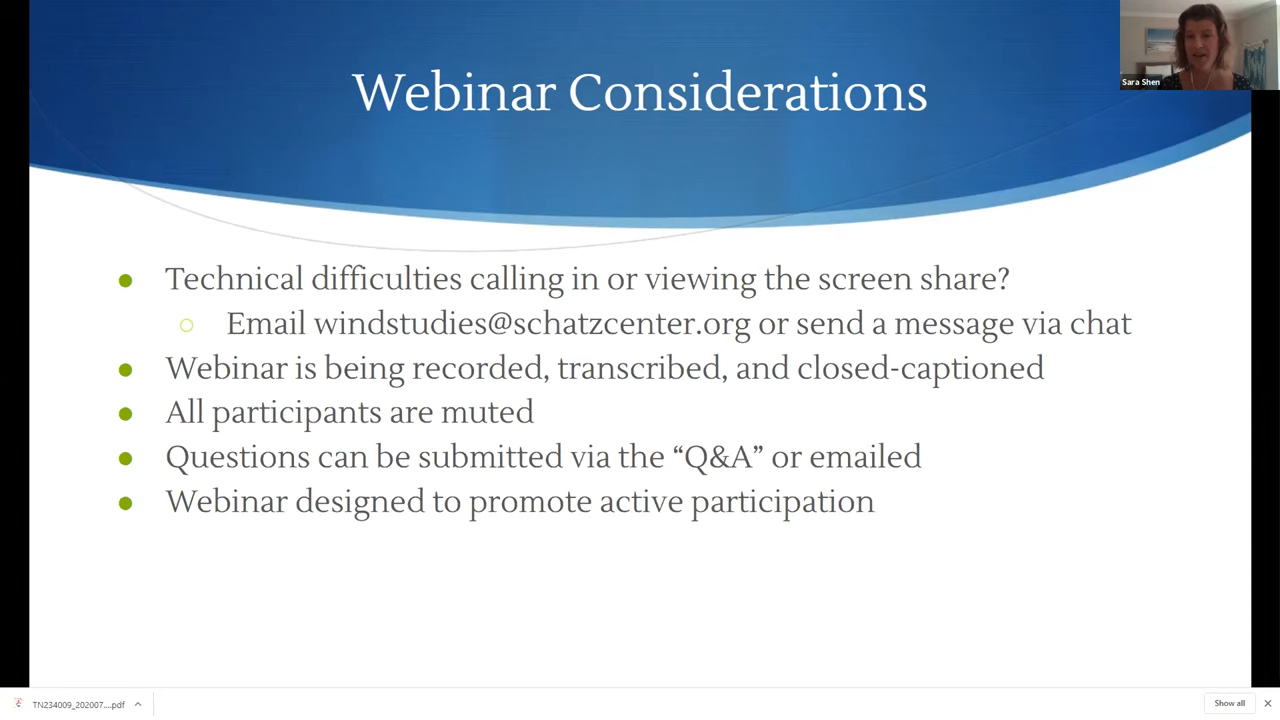 Webinar Considerations
Sara Shen
Technical difficulties calling in or viewing the screen share?
Email windstudies@schatzcenter.org or send a message via chat
Webinar is being recorded, transcribed, and closed-captioned
All participants are muted
Questions can be submitted via the “Q&A” or emailed
Webinar designed to promote active participation
TN234009_202007....pdf
Show all